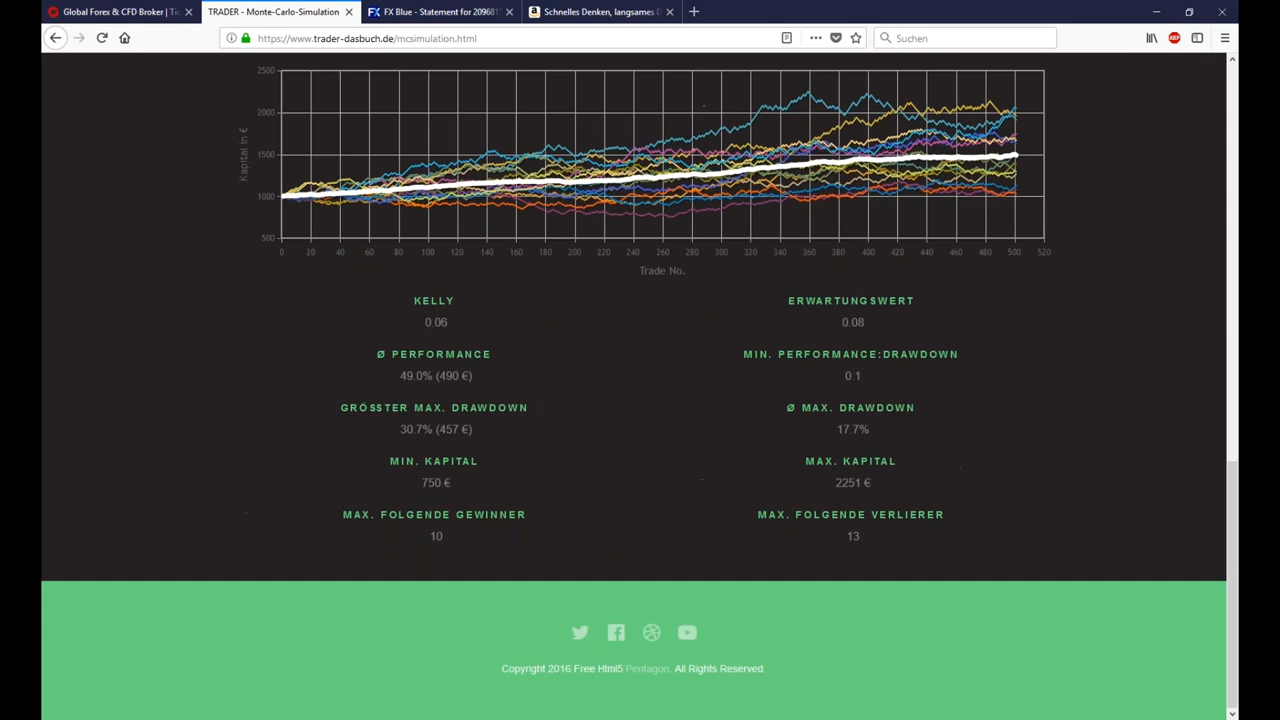 Global Forex & CFD Broker | Ti
TRADER - Monte-Carlo-Simulation
FX Blue - Statement for 209681
Schnelles Denken, langsames D
https://www.trader-dasbuch.de/mcsimulation.html
Suchen
ABP
2500
2000
1500
1000
500
Kapital in €
0 20 40 60 80 100 120 140 160 180 200 220 240 260 280 300 320 340 360 380 400 420 440 460 480 500 520
Trade No.
KELLY
0.06
ERWARTUNGSWERT
0.08
Ø PERFORMANCE
49.0% (490 €)
MIN. PERFORMANCE:DRAWDOWN
0.1
GRÖSSTER MAX. DRAWDOWN
30.7% (457 €)
Ø MAX. DRAWDOWN
17.7%
MIN. KAPITAL
750 €
MAX. KAPITAL
2251 €
MAX. FOLGENDE GEWINNER
10
MAX. FOLGENDE VERLIERER
13
Copyright 2016 Free Html5 Pentagon. All Rights Reserved.